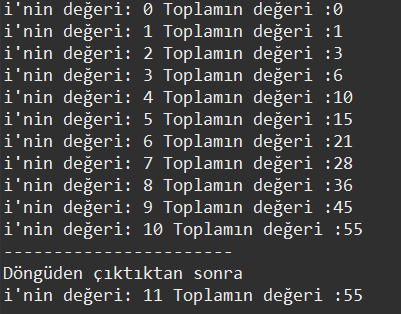 i'nin değeri: 0 Toplamın değeri :0
i'nin değeri: 1 Toplamın değeri :1
i'nin değeri: 2 Toplamın değeri :3
i'nin değeri: 3 Toplamın değeri :6
i'nin değeri: 4 Toplamın değeri :10
i'nin değeri: 5 Toplamın değeri :15
i'nin değeri: 6 Toplamın değeri :21
i'nin değeri: 7 Toplamın değeri :28
i'nin değeri: 8 Toplamın değeri :36
i'nin değeri: 9 Toplamın değeri :45
i'nin değeri: 10 Toplamın değeri :55
-----------------------
Döngüden çıktıktan sonra
i'nin değeri: 11 Toplamın değeri :55